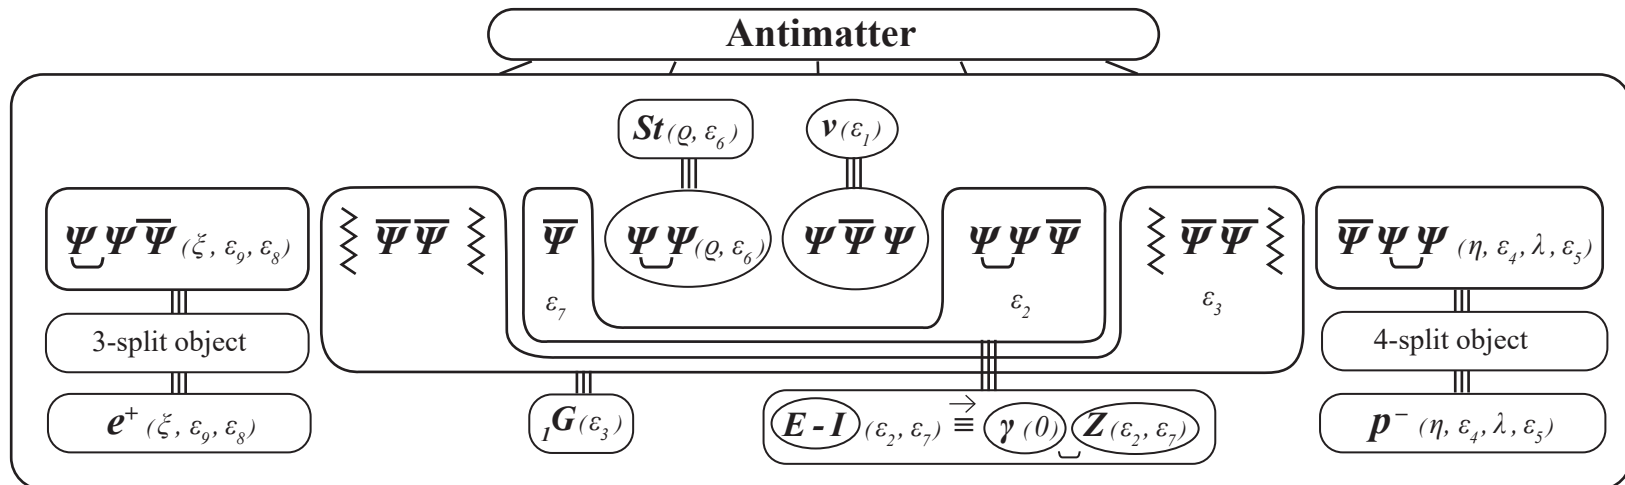 Antimatter
St(ϱ, ε₆)
ν(ε₁)
ΨΨΨ̅(ξ, ε₉, ε₈)
Ψ̅Ψ̅
Ψ̅
ΨΨ(ϱ, ε₆)
ΨΨ̅Ψ
ΨΨΨ̅
Ψ̅Ψ̅
Ψ̅ΨΨ(η, ε₄, λ, ε₅)
ε₇
ε₂
ε₃
3-split object
4-split object
e⁺(ξ, ε₉, ε₈)
₁G(ε₃)
E-I(ε₂, ε₇) ≡⃗ γ(0) Z(ε₂, ε₇)
p⁻(η, ε₄, λ, ε₅)